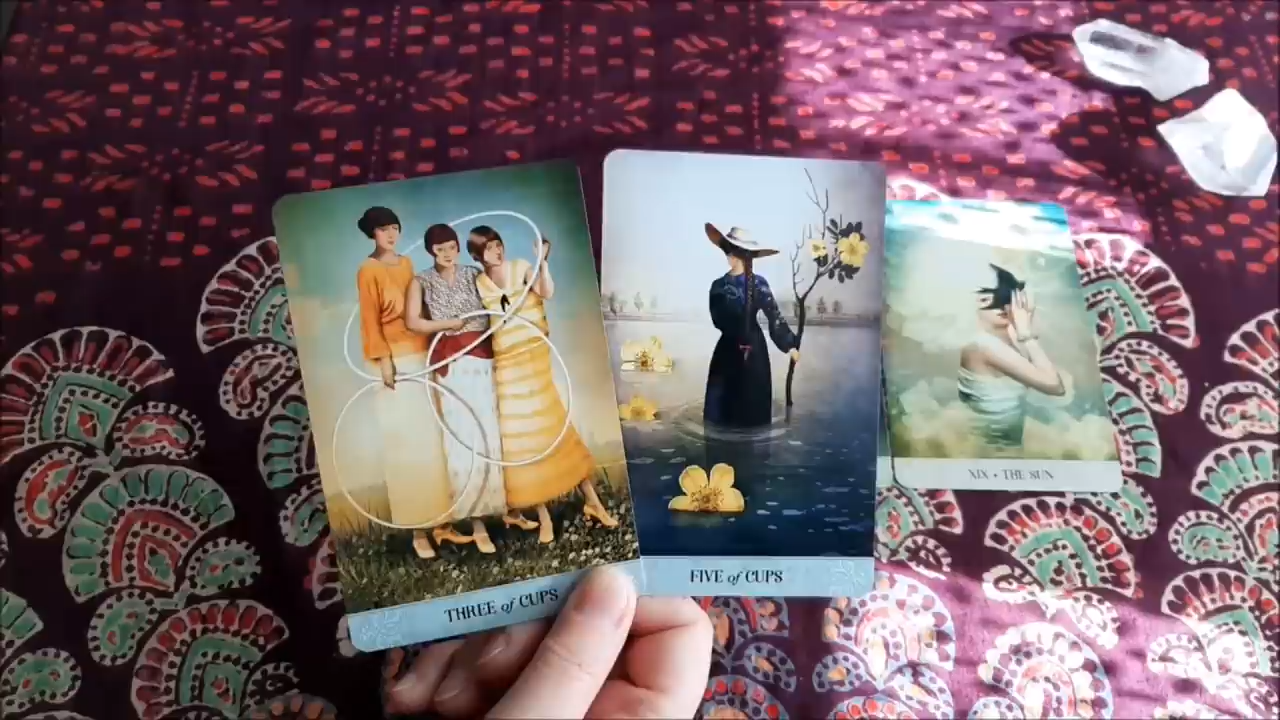 THREE of CUPS
FIVE of CUPS
XIX • THE SUN